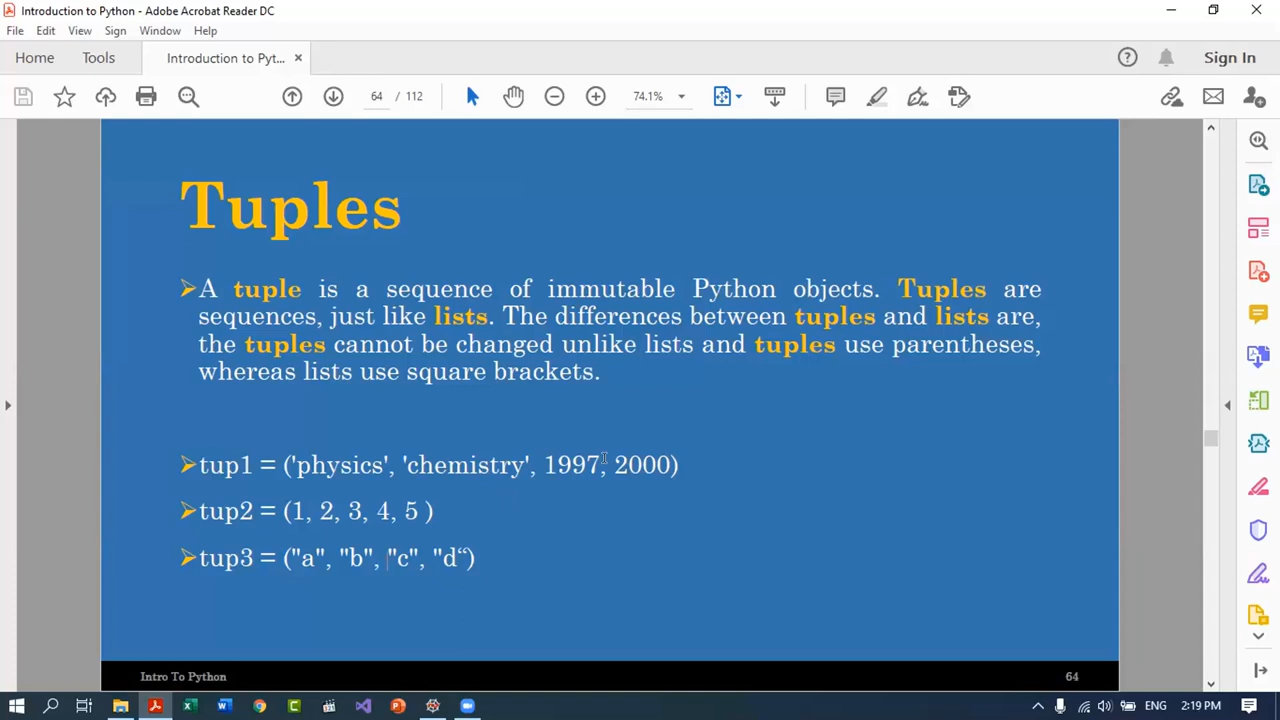 Introduction to Python - Adobe Acrobat Reader DC
File Edit View Sign Window Help
Home Tools Introduction to Pyt... Sign In
64 / 112 74.1%
Tuples
A tuple is a sequence of immutable Python objects. Tuples are
sequences, just like lists. The differences between tuples and lists are,
the tuples cannot be changed unlike lists and tuples use parentheses,
whereas lists use square brackets.
tup1 = ('physics', 'chemistry', 1997, 2000)
tup2 = (1, 2, 3, 4, 5 )
tup3 = ("a", "b", "c", "d“)
Intro To Python 64
ENG 2:19 PM